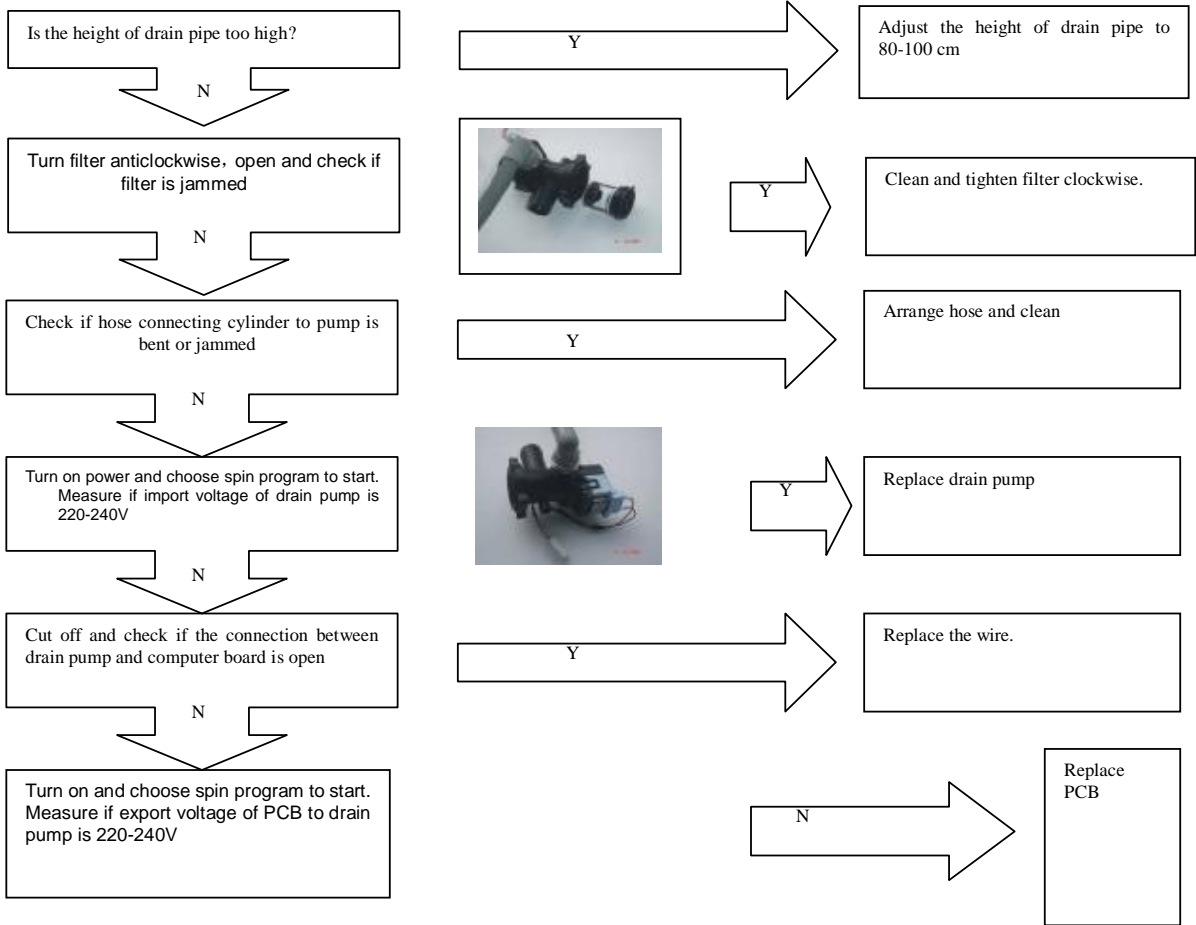 Is the height of drain pipe too high?
Y
Adjust the height of drain pipe to
80-100 cm
N
Turn filter anticlockwise, open and check if
filter is jammed
Y
Clean and tighten filter clockwise.
N
Check if hose connecting cylinder to pump is
bent or jammed
Y
Arrange hose and clean
N
Turn on power and choose spin program to start.
Measure if import voltage of drain pump is
220-240V
Y
Replace drain pump
N
Cut off and check if the connection between
drain pump and computer board is open
Y
Replace the wire.
N
Turn on and choose spin program to start.
Measure if export voltage of PCB to drain
pump is 220-240V
N
Replace
PCB